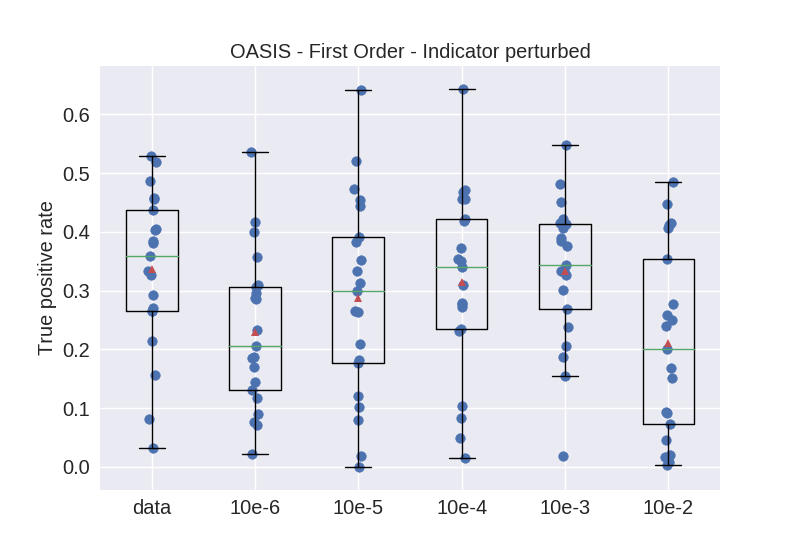 OASIS - First Order - Indicator perturbed
True positive rate
0.6
0.5
0.4
0.3
0.2
0.1
0.0
data 10e-6 10e-5 10e-4 10e-3 10e-2